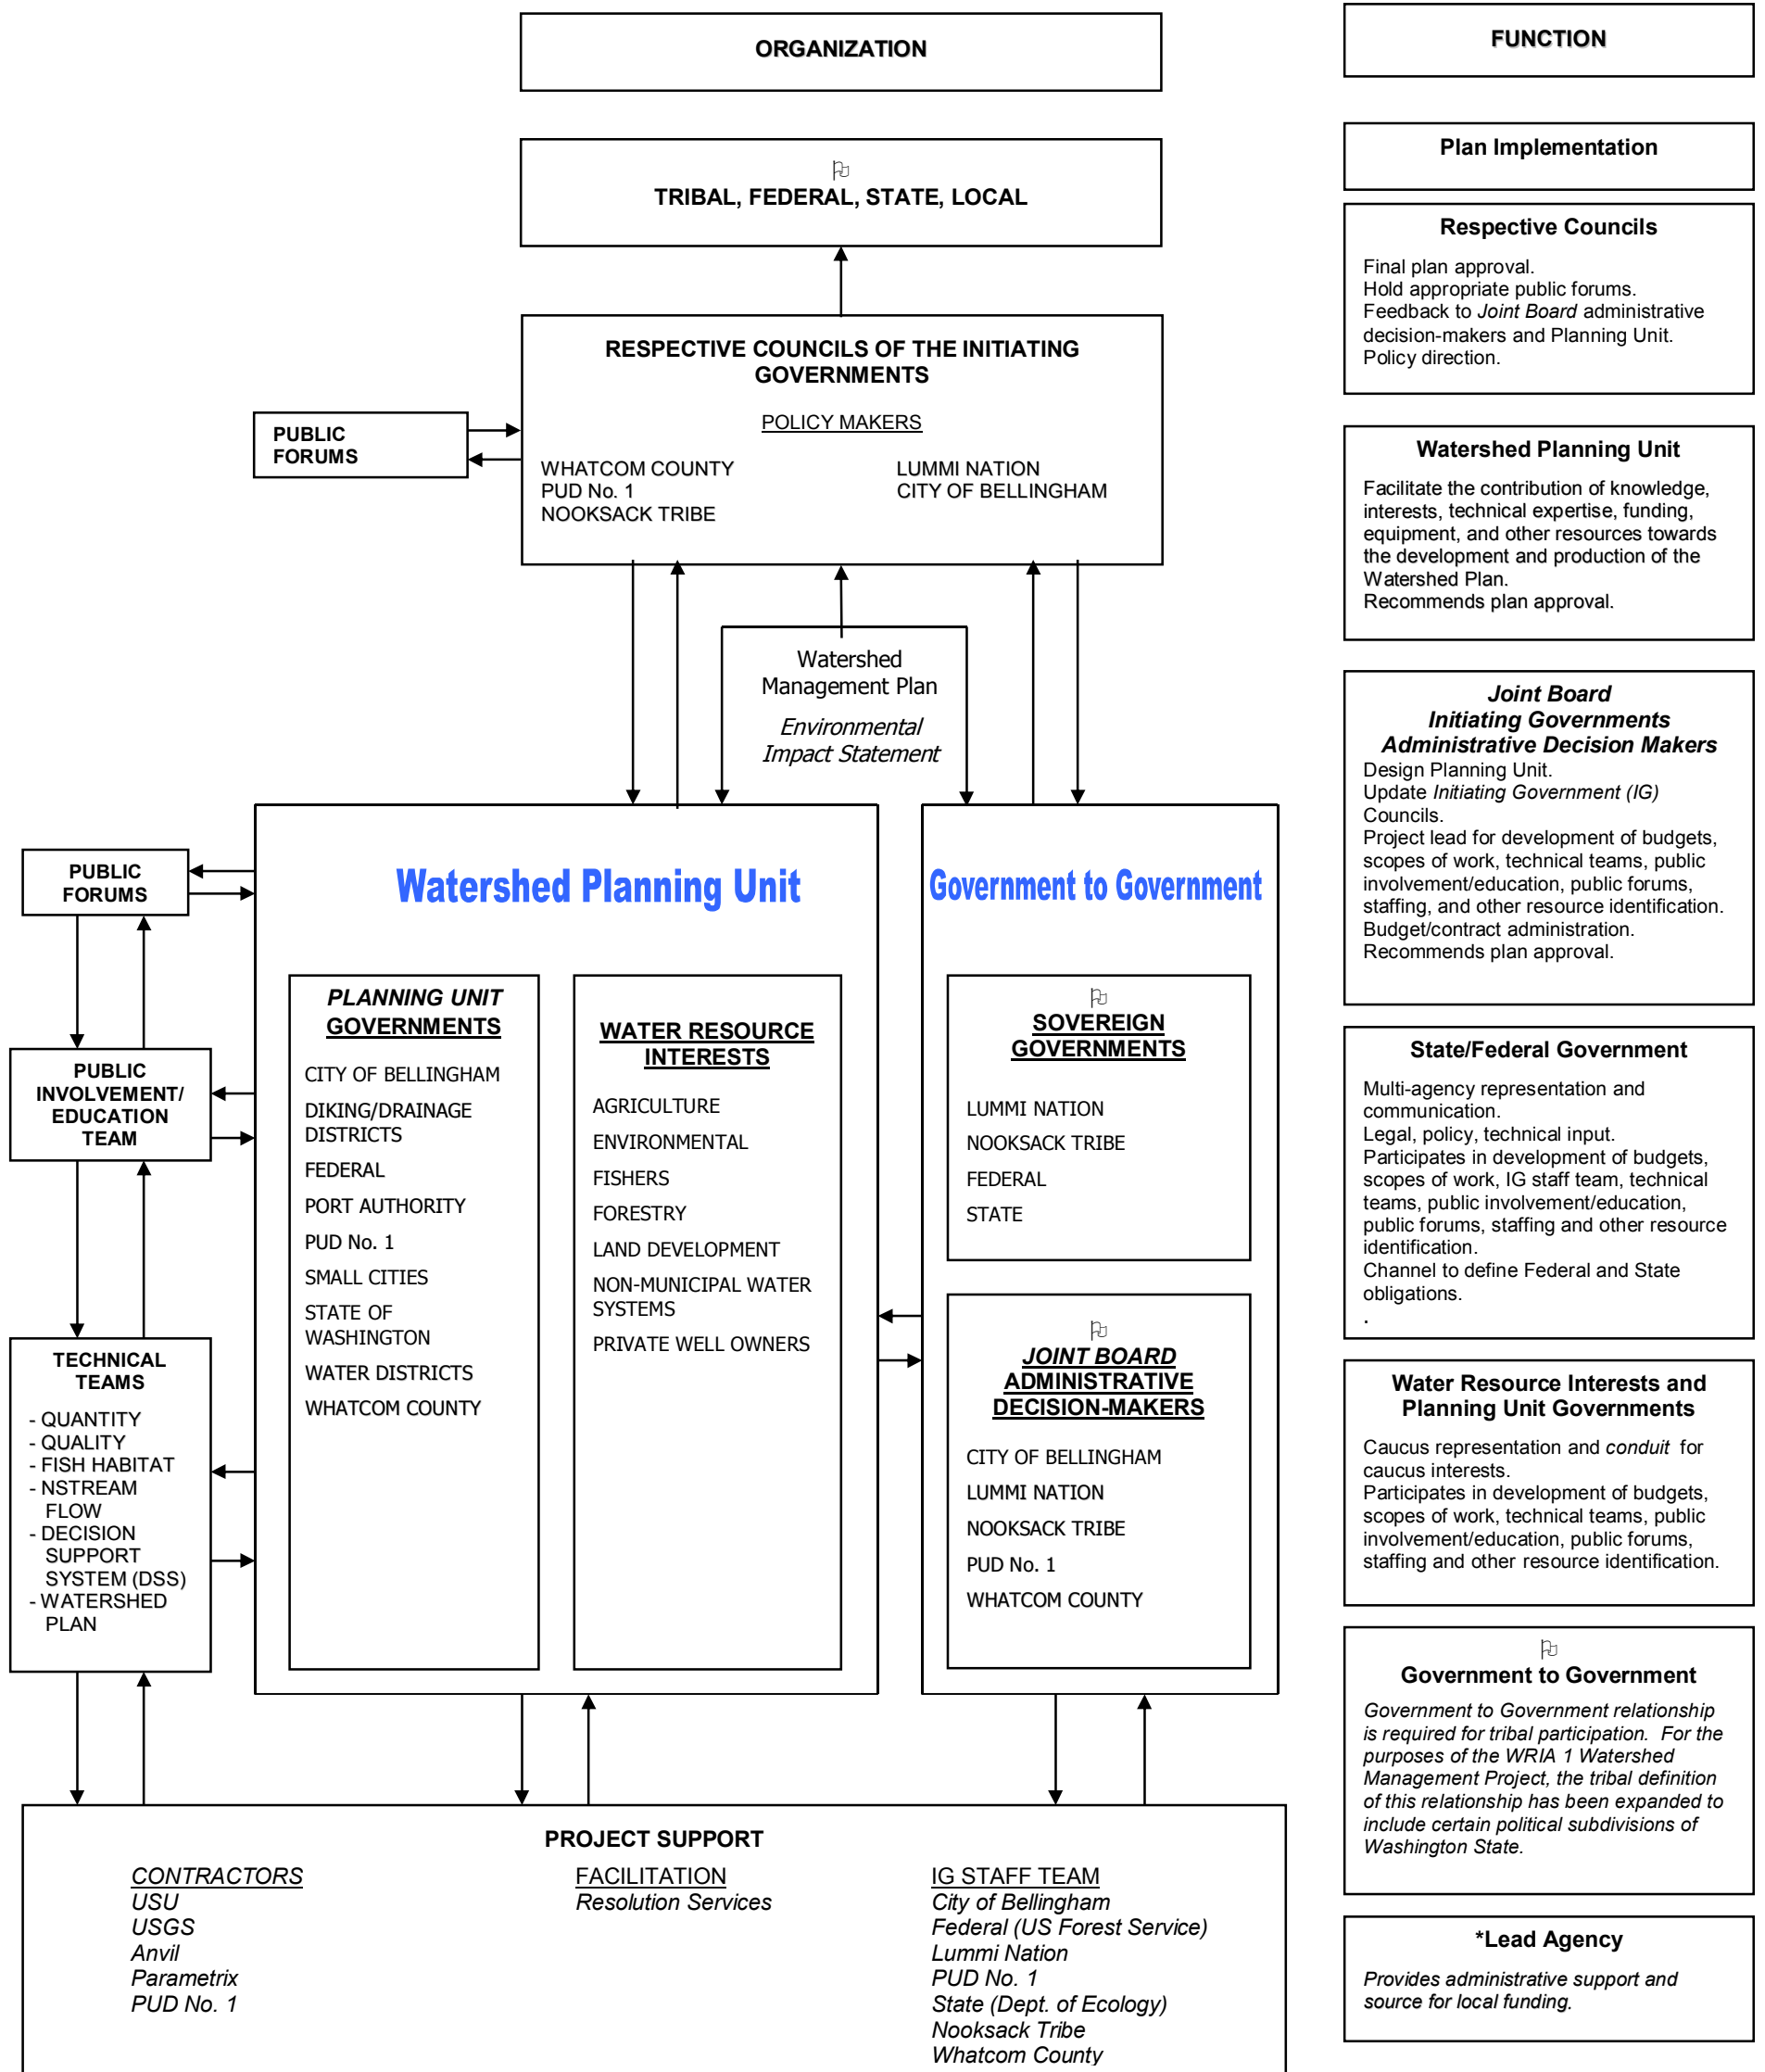 ORGANIZATION
TRIBAL, FEDERAL, STATE, LOCAL
RESPECTIVE COUNCILS OF THE INITIATING
GOVERNMENTS
POLICY MAKERS
WHATCOM COUNTY
PUD No. 1
NOOKSACK TRIBE
LUMMI NATION
CITY OF BELLINGHAM
PUBLIC
FORUMS
Watershed
Management Plan
Environmental
Impact Statement
PUBLIC
FORUMS
PUBLIC
INVOLVEMENT/
EDUCATION
TEAM
TECHNICAL
TEAMS
- QUANTITY
- QUALITY
- FISH HABITAT
- NSTREAM
FLOW
- DECISION
SUPPORT
SYSTEM (DSS)
- WATERSHED
PLAN
Watershed Planning Unit
PLANNING UNIT
GOVERNMENTS
CITY OF BELLINGHAM
DIKING/DRAINAGE
DISTRICTS
FEDERAL
PORT AUTHORITY
PUD No. 1
SMALL CITIES
STATE OF
WASHINGTON
WATER DISTRICTS
WHATCOM COUNTY
WATER RESOURCE
INTERESTS
AGRICULTURE
ENVIRONMENTAL
FISHERS
FORESTRY
LAND DEVELOPMENT
NON-MUNICIPAL WATER
SYSTEMS
PRIVATE WELL OWNERS
Government to Government
SOVEREIGN
GOVERNMENTS
LUMMI NATION
NOOKSACK TRIBE
FEDERAL
STATE
JOINT BOARD
ADMINISTRATIVE
DECISION-MAKERS
CITY OF BELLINGHAM
LUMMI NATION
NOOKSACK TRIBE
PUD No. 1
WHATCOM COUNTY
PROJECT SUPPORT
CONTRACTORS
USU
USGS
Anvil
Parametrix
PUD No. 1
FACILITATION
Resolution Services
IG STAFF TEAM
City of Bellingham
Federal (US Forest Service)
Lummi Nation
PUD No. 1
State (Dept. of Ecology)
Nooksack Tribe
Whatcom County
FUNCTION
Plan Implementation
Respective Councils
Final plan approval.
Hold appropriate public forums.
Feedback to Joint Board administrative
decision-makers and Planning Unit.
Policy direction.
Watershed Planning Unit
Facilitate the contribution of knowledge,
interests, technical expertise, funding,
equipment, and other resources towards
the development and production of the
Watershed Plan.
Recommends plan approval.
Joint Board
Initiating Governments
Administrative Decision Makers
Design Planning Unit.
Update Initiating Government (IG)
Councils.
Project lead for development of budgets,
scopes of work, technical teams, public
involvement/education, public forums,
staffing, and other resource identification.
Budget/contract administration.
Recommends plan approval.
State/Federal Government
Multi-agency representation and
communication.
Legal, policy, technical input.
Participates in development of budgets,
scopes of work, IG staff team, technical
teams, public involvement/education,
public forums, staffing and other resource
identification.
Channel to define Federal and State
obligations.
.
Water Resource Interests and
Planning Unit Governments
Caucus representation and conduit for
caucus interests.
Participates in development of budgets,
scopes of work, technical teams, public
involvement/education, public forums,
staffing and other resource identification.
Government to Government
Government to Government relationship
is required for tribal participation. For the
purposes of the WRIA 1 Watershed
Management Project, the tribal definition
of this relationship has been expanded to
include certain political subdivisions of
Washington State.
*Lead Agency
Provides administrative support and
source for local funding.